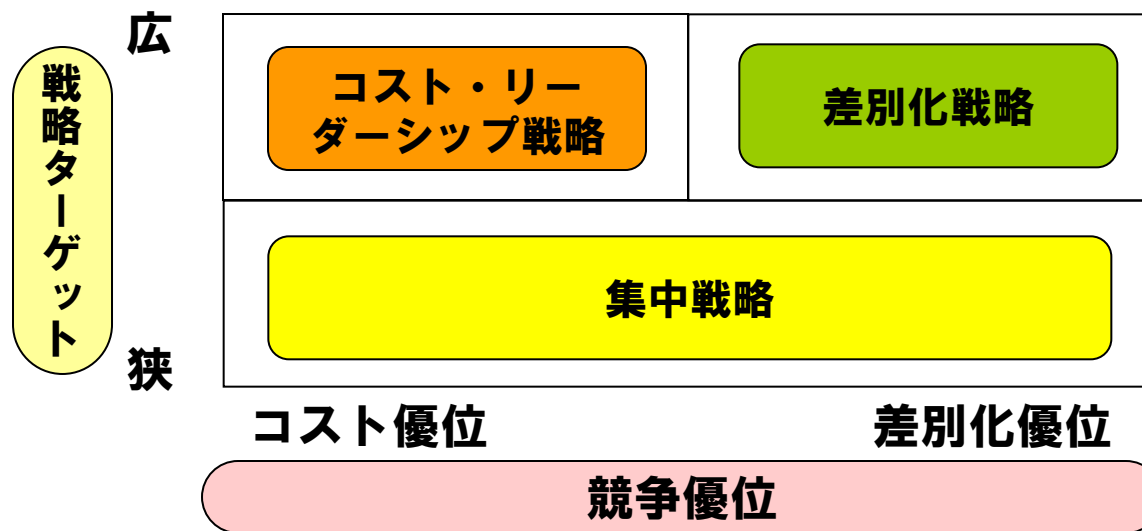 広
戦略ターゲット
コスト・リー
ダーシップ戦略
差別化戦略
集中戦略
狭
コスト優位
差別化優位
競争優位